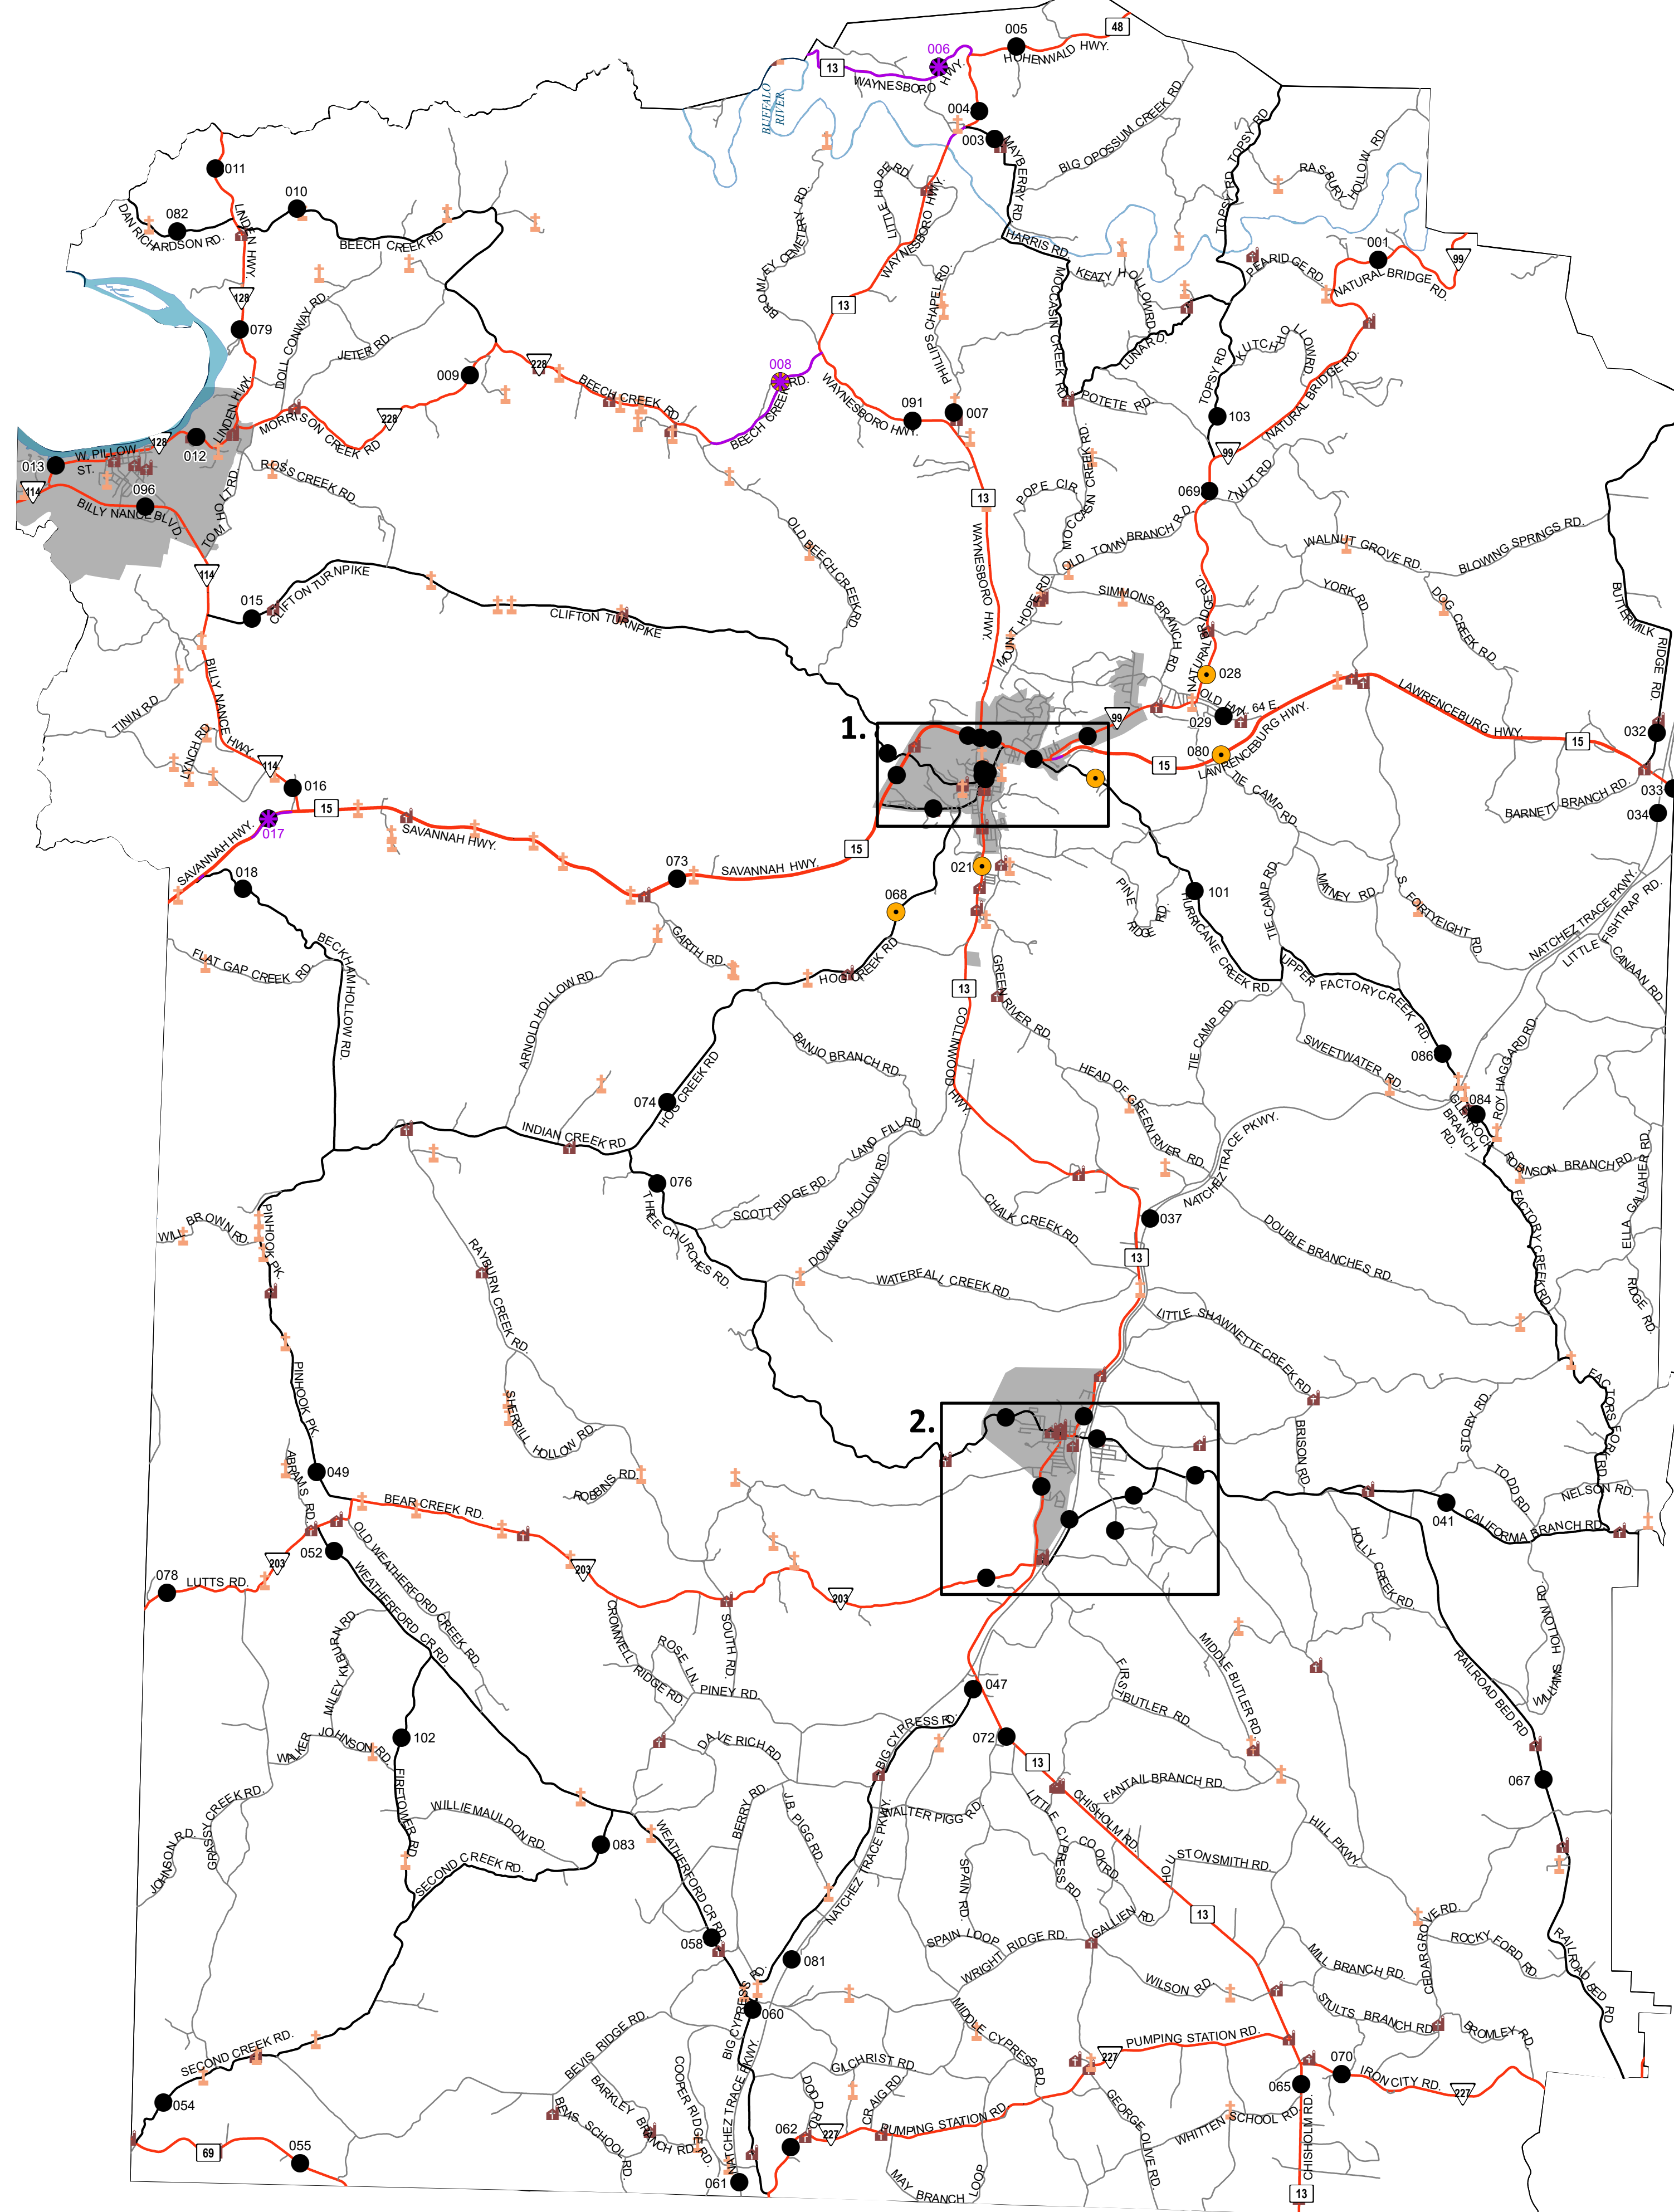 48
005
HOHENWALD HWY.
006
13
WAYNESBORO HWY.
BUFFALO
RIVER
004
003
MAYBERRY RD
BIG OPOSSUM CREEK RD.
TOPSY RD
RASBURY HOLLOW RD
011
010
082
DAN RICHARDSON RD.
LINDEN HWY.
BEECH CREEK RD
BROMLEY CEMETERY RD.
LITTLE HOPE RD.
WAYNESBORO HWY.
HARRIS RD.
TOPSY RD.
001
99
PEARIDGE RD.
NATURAL BRIDGE RD.
KEAZY HOLLOW RD.
128
079
DOLL CONWAY RD.
JETER RD.
13
PHILLIPS CHAPEL RD.
MOCCASIN CREEK RD.
LUNAR D.
KUTCH HOLLOW RD.
009
228
BEECH CREEK RD.
008
BEECH CREEK RD.
WAYNESBORO HWY.
091
007
POTETE RD.
TOPSY RD.
103
NATURAL BRIDGE RD.
228
MORRISON CREEK RD
LINDEN HWY.
128
W. PILLOW
ST.
012
013
114
096
BILLY NANCE BLVD.
TOM HOLT RD.
ROSS CREEK RD.
99
13
069
POPE CIR.
MOCCASIN CREEK RD.
OLD TOWN BRANCH RD.
WALNUT GROVE RD.
BLOWING SPRINGS RD.
OLD BEECH CREEK RD
WAYNESBORO HWY.
114
015
CLIFTON TURNPIKE
CLIFTON TURNPIKE
MOUNT HOPE RD.
SIMMONS BRANCH RD
NATURAL BRIDGE RD.
YORK RD.
DOG CREEK RD.
BUTTERMILK RIDGE RD.
TININ RD
BILLY NANCE HWY.
LYNCH RD
114
016
028
OLD HWY. 64 E.
029
LAWRENCEBURG HWY.
LAWRENCEBURG HWY.
15
032
1.
99
15
080
TIE CAMP RD.
BARNETT BRANCH RD.
033
034
15
017
SAVANNAH HWY.
SAVANNAH HWY.
018
073
SAVANNAH HWY.
15
021
068
101
PINE RIDGE RD.
HURRICANE CREEK RD.
TIE CAMP RD.
MATNEY RD.
S. FORTYEIGHT RD.
NATCHEZ TRACE PKWY.
LITTLE FISHTRAP RD.
CANAAN RD.
FLAT GAP CREEK RD.
BECKHAM HOLLOW RD.
GARTH RD.
ARNOLD HOLLOW RD.
HOG CREEK RD
13
GREEN RIVER RD.
UPPER FACTORY CREEK RD.
086
BANJO BRANCH RD.
COLLINWOOD HWY.
TIE CAMP RD.
SWEETWATER RD.
ROY HAGGARD RD.
084
GLENROCK
BRANCH
RD.
074
HOG CREEK RD
INDIAN CREEK RD
HEAD OF GREEN RIVER RD.
NATCHEZ TRACE PKWY.
ROBINSON BRANCH RD.
ELLA GALLAHER RD.
076
THREE CHURCHES RD.
SCOTT RIDGE RD.
LAND FILL RD.
DOWNING HOLLOW RD.
CHALK CREEK RD.
037
13
DOUBLE BRANCHES RD.
FACTORY CREEK RD
WILL BROWN RD.
PINHOOK PK.
RAYBURN CREEK RD.
WATERFALL CREEK RD.
LITTLE SHAWNETTE CREEK RD.
RIDGE RD.
PINHOOK PK.
SHERRILL HOLLOW RD.
2.
BRISON RD.
STORY RD.
FACTORS FORK RD.
ABRAMS RD.
049
ROBBINS RD.
TODD RD.
NELSON RD.
041
CALIFORNIA BRANCH RD.
BEAR CREEK RD.
OLD WEATHERFORD CREEK RD.
052
203
078
LUTTS RD.
203
203
HOLLY CREEK RD.
WEATHERFORD CR RD.
MILEY KYBURN RD
CROMWELL RIDGE RD.
ROSE LN.
SOUTH RD.
PINEY RD.
MIDDLE BUTLER RD.
FIRST BUTLER RD.
RAILROAD BED RD
WILLIAMS HOLLOW RD
047
072
13
BIG CYPRESS RD.
WALKER JOHNSON RD.
102
DAVE RICH RD.
FIRETOWER RD
067
FANTAIL BRANCH RD.
CHISHOLM RD.
WALTER PIGG RD.
LITTLE CYPRESS RD.
JOHNSON RD.
GRASSY CREEK RD.
WILLIE MAULDON RD.
083
SECOND CREEK RD.
BERRY RD.
J.B. PIGG RD.
NATCHEZ TRACE PKWY.
WEATHERFORD CR RD.
SPAIN RD.
COOK RD.
HOUSTON SMITH RD.
HILL PKWY.
GALLIEN RD.
13
CEDARGROVE RD.
ROCKY FORD RD.
058
081
SPAIN LOOP
WRIGHT RIDGE RD.
MILL BRANCH RD.
RAILROAD BED RD
WILSON RD.
060
BIG CYPRESS RD.
MIDDLE CYPRESS RD.
STULTS BRANCH RD.
BROMLEY RD.
SECOND CREEK RD.
BEVIS RIDGE RD.
PUMPING STATION RD.
227
070
IRON CITY RD.
227
065
054
BARKLEY BRANCH RD.
COOPER RIDGE RD.
NATCHEZ TRACE PKWY.
GILCHRIST RD.
DODD RD.
CRAIG RD.
BEVIS SCHOOL RD.
062
227
PUMPING STATION RD.
GEORGE OLIVE RD.
WHITTEN SCHOOL RD.
CHISHOLM RD.
69
055
061
MAY BRANCH LOOP
13